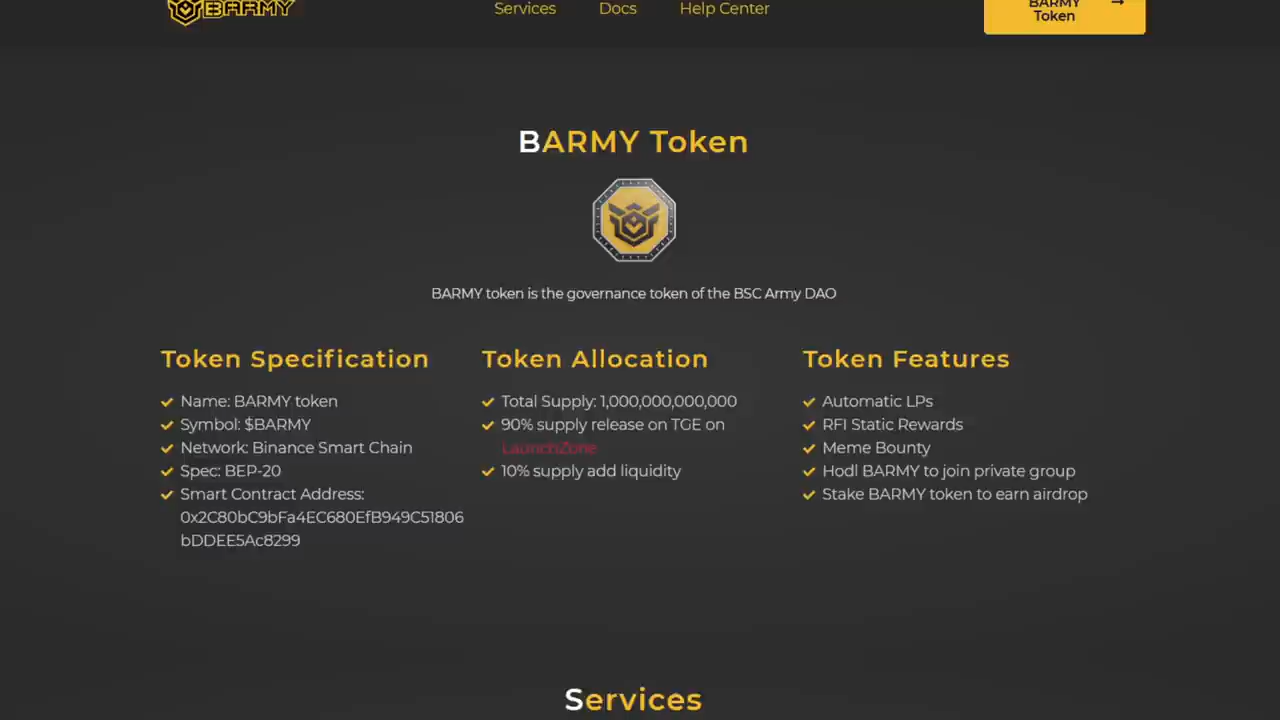 BARMY
Services
Docs
Help Center
BARMY
Token
BARMY Token
BARMY token is the governance token of the BSC Army DAO
Token Specification
Name: BARMY token
Symbol: $BARMY
Network: Binance Smart Chain
Spec: BEP-20
Smart Contract Address:
0x2C80bC9bFa4EC680EfB949C51806
bDDEE5Ac8299
Token Allocation
Total Supply: 1,000,000,000,000
90% supply release on TGE on
LaunchZone
10% supply add liquidity
Token Features
Automatic LPs
RFI Static Rewards
Meme Bounty
Hodl BARMY to join private group
Stake BARMY token to earn airdrop
Services